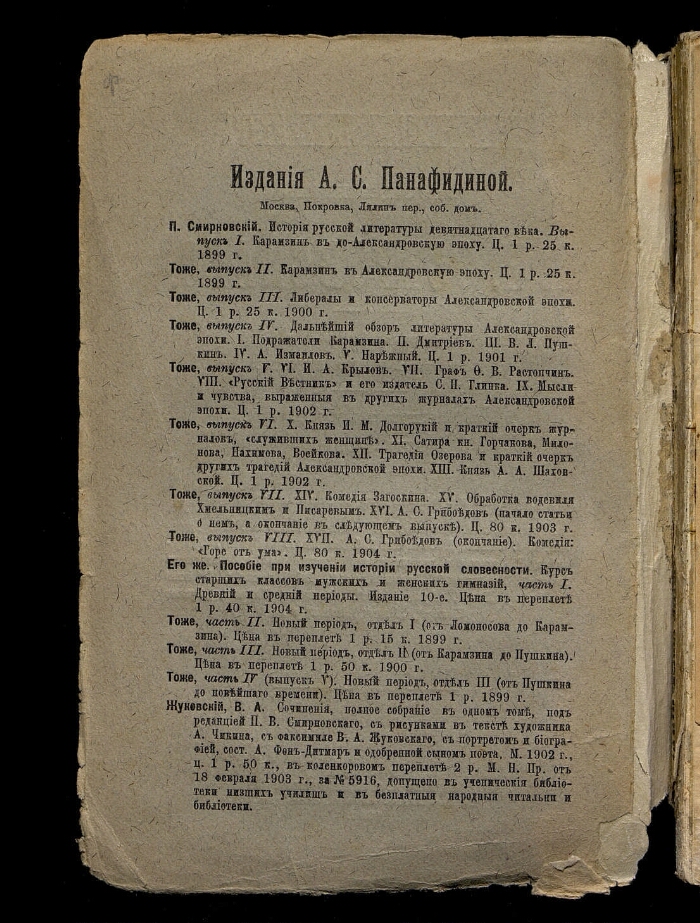 Изданія А. С. Панафидиной.
Москва, Покровка, Лялинъ пер., соб. домъ.
П. Смирновскій. Исторія русской литературы девятнадцатаго вѣка. Вы-
пускъ I. Карамзинъ въ до-Александровскую эпоху. Ц. 1 р. 25 к.
1899 г.
Тоже, выпускъ II. Карамзинъ въ Александровскую эпоху. Ц. 1 р. 25 к.
1899 г.
Тоже, выпускъ III. Либералы и консерваторы Александровской эпохи.
Ц. 1 р. 25 к. 1900 г.
Тоже, выпускъ IV. Дальнѣйшій обзоръ литературы Александровской
эпохи. I. Подражатели Карамзина. II. Дмитріевъ. III. В. Л. Пуш-
кинъ. IV. А. Измаиловъ. V. Нарѣжный. Ц. 1 р. 1901 г.
Тоже, выпускъ V. VI. И. А. Крыловъ. VII. Графъ Ѳ. В. Растопчинъ.
VIII. «Русскій Вѣстникъ» и его издатель С. Н. Глинка. IX. Мысли
и чувства, выраженныя въ другихъ журналахъ Александровской
эпохи. Ц. 1 р. 1902 г.
Тоже, выпускъ VI. X. Князь И. М. Долгорукій и краткій очеркъ жур-
наловъ, «служившихъ женщинѣ». XI. Сатира кн. Горчакова, Мило-
нова, Нахимова, Воейкова. XII. Трагедія Озерова и краткій очеркъ
другихъ трагедій Александровской эпохи. XIII. Князь А. А. Шахов-
ской. Ц. 1 р. 1902 г.
Тоже, выпускъ VII. XIV. Комедія Загоскина. XV. Обработка водевиля
Хмельницкимъ и Писаревымъ. XVI. А. С. Грибоѣдовъ (начало статьи
о немъ, а окончаніе въ слѣдующемъ выпускѣ). Ц. 80 к. 1903 г.
Тоже, выпускъ VIII. XVII. А. С. Грибоѣдовъ (окончаніе). Комедія:
«Горе отъ ума». Ц. 80 к. 1904 г.
Его же. Пособіе при изученіи исторіи русской словесности. Курсъ
старшихъ классовъ мужскихъ и женскихъ гимназій, часть I.
Древній и средній періоды. Изданіе 10-е. Цѣна въ переплетѣ
1 р. 40 к. 1904 г.
Тоже, часть II. Новый періодъ, отдѣлъ I (отъ Ломоносова до Карам-
зина). Цѣна въ переплетѣ 1 р. 15 к. 1899 г.
Тоже, часть III. Новый періодъ, отдѣлъ II (отъ Карамзина до Пушкина).
Цѣна въ переплетѣ 1 р. 50 к. 1900 г.
Тоже, часть IV (выпускъ V). Новый періодъ, отдѣлъ III (отъ Пушкина
до новѣйшаго времени). Цѣна въ переплетѣ 1 р. 1899 г.
Жуковскій, В. А. Сочиненія, полное собраніе въ одномъ томѣ, подъ
редакціей П. В. Смирновскаго, съ рисунками въ текстѣ художника
А. Чикина, съ факсимиле В. А. Жуковскаго, съ портретомъ и біогра-
фіей, сост. А. Фонъ-Дитмаръ и одобренной сыномъ поэта, М. 1902 г.,
ц. 1 р. 50 к., въ коленкоровомъ переплетѣ 2 р. М. Н. Пр. отъ
18 февраля 1903 г., за № 5916, допущено въ ученическія библіо-
теки низшихъ училищъ и въ безплатныя народныя читальни и
библіотеки.